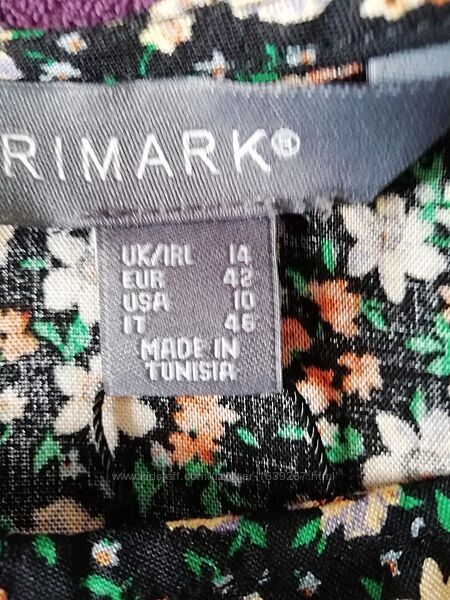 RIMARK®
UK/IRL 14
EUR 42
USA 10
IT 46
MADE IN
TUNISIA